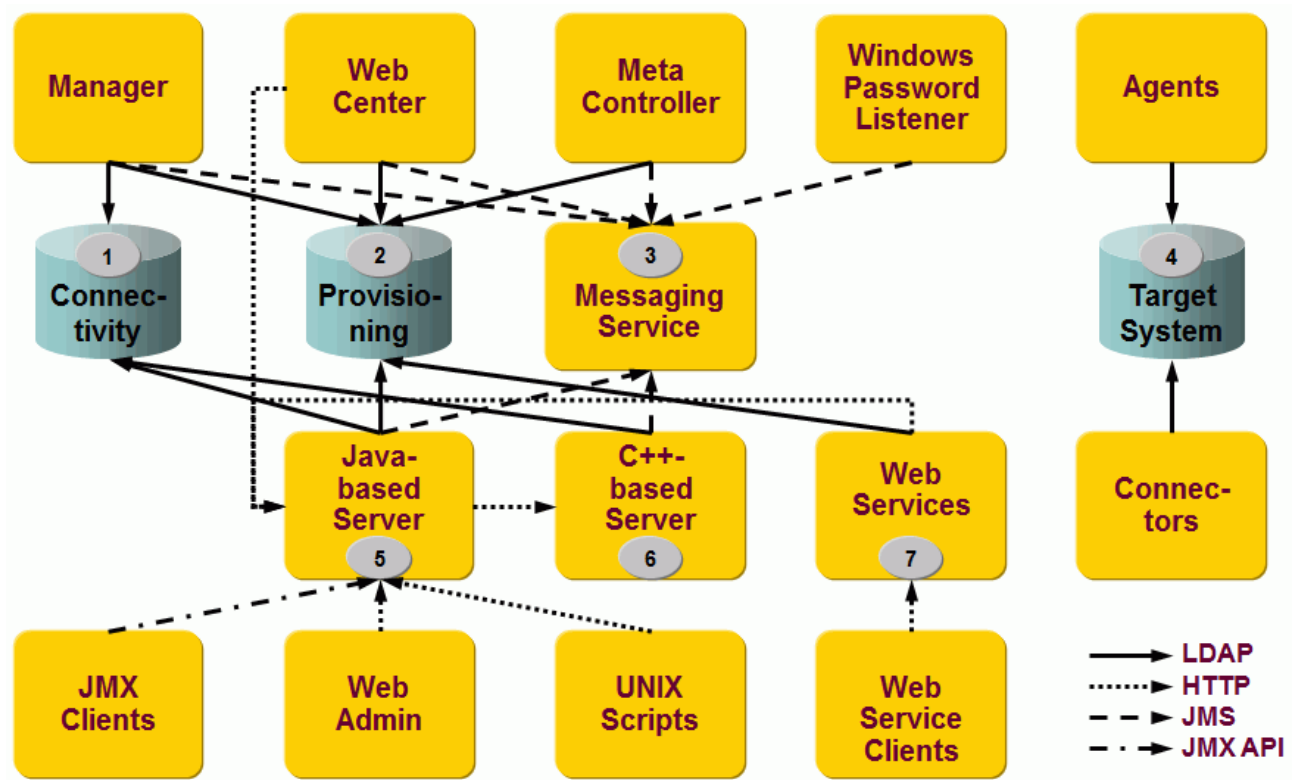 Manager
Web
Center
Meta
Controller
Windows
Password
Listener
Agents
1
Connec-
tivity
2
Provisio-
ning
3
Messaging
Service
4
Target
System
Java-
based
Server
5
C++-
based
Server
6
Web
Services
7
Connec-
tors
JMX
Clients
Web
Admin
UNIX
Scripts
Web
Service
Clients
LDAP
HTTP
JMS
JMX API